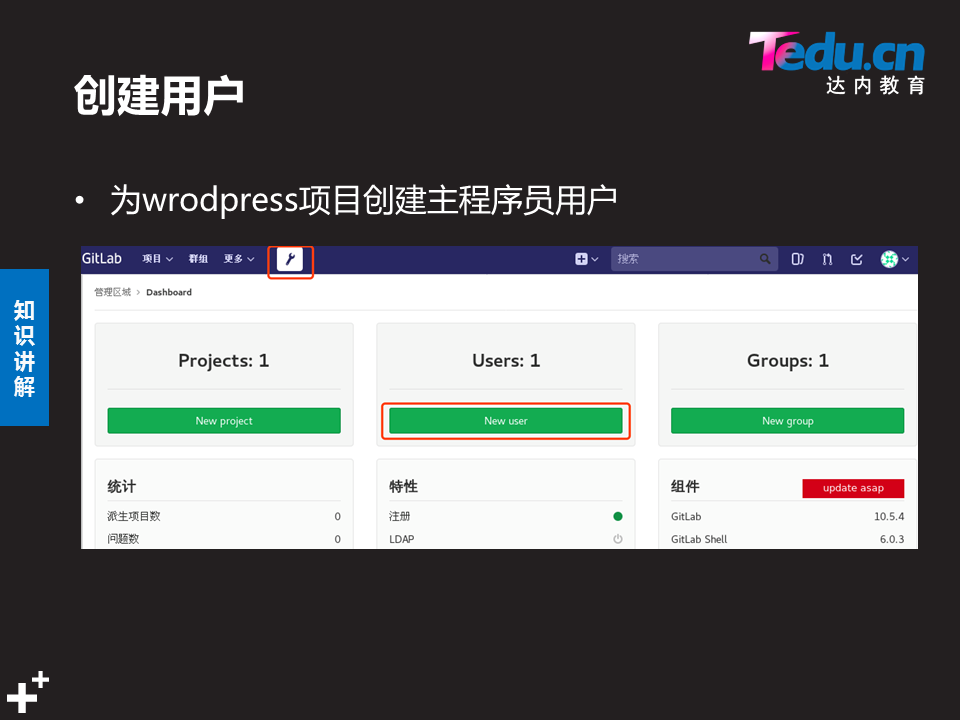 Tedu.cn
达内教育
创建用户
• 为wrodpress项目创建主程序员用户
知识讲解
GitLab 项目 群组 更多 搜索
管理区域 > Dashboard
Projects: 1 Users: 1 Groups: 1
New project New user New group
统计 特性 组件 update asap
派生项目数 0 注册 GitLab 10.5.4
问题数 0 LDAP GitLab Shell 6.0.3